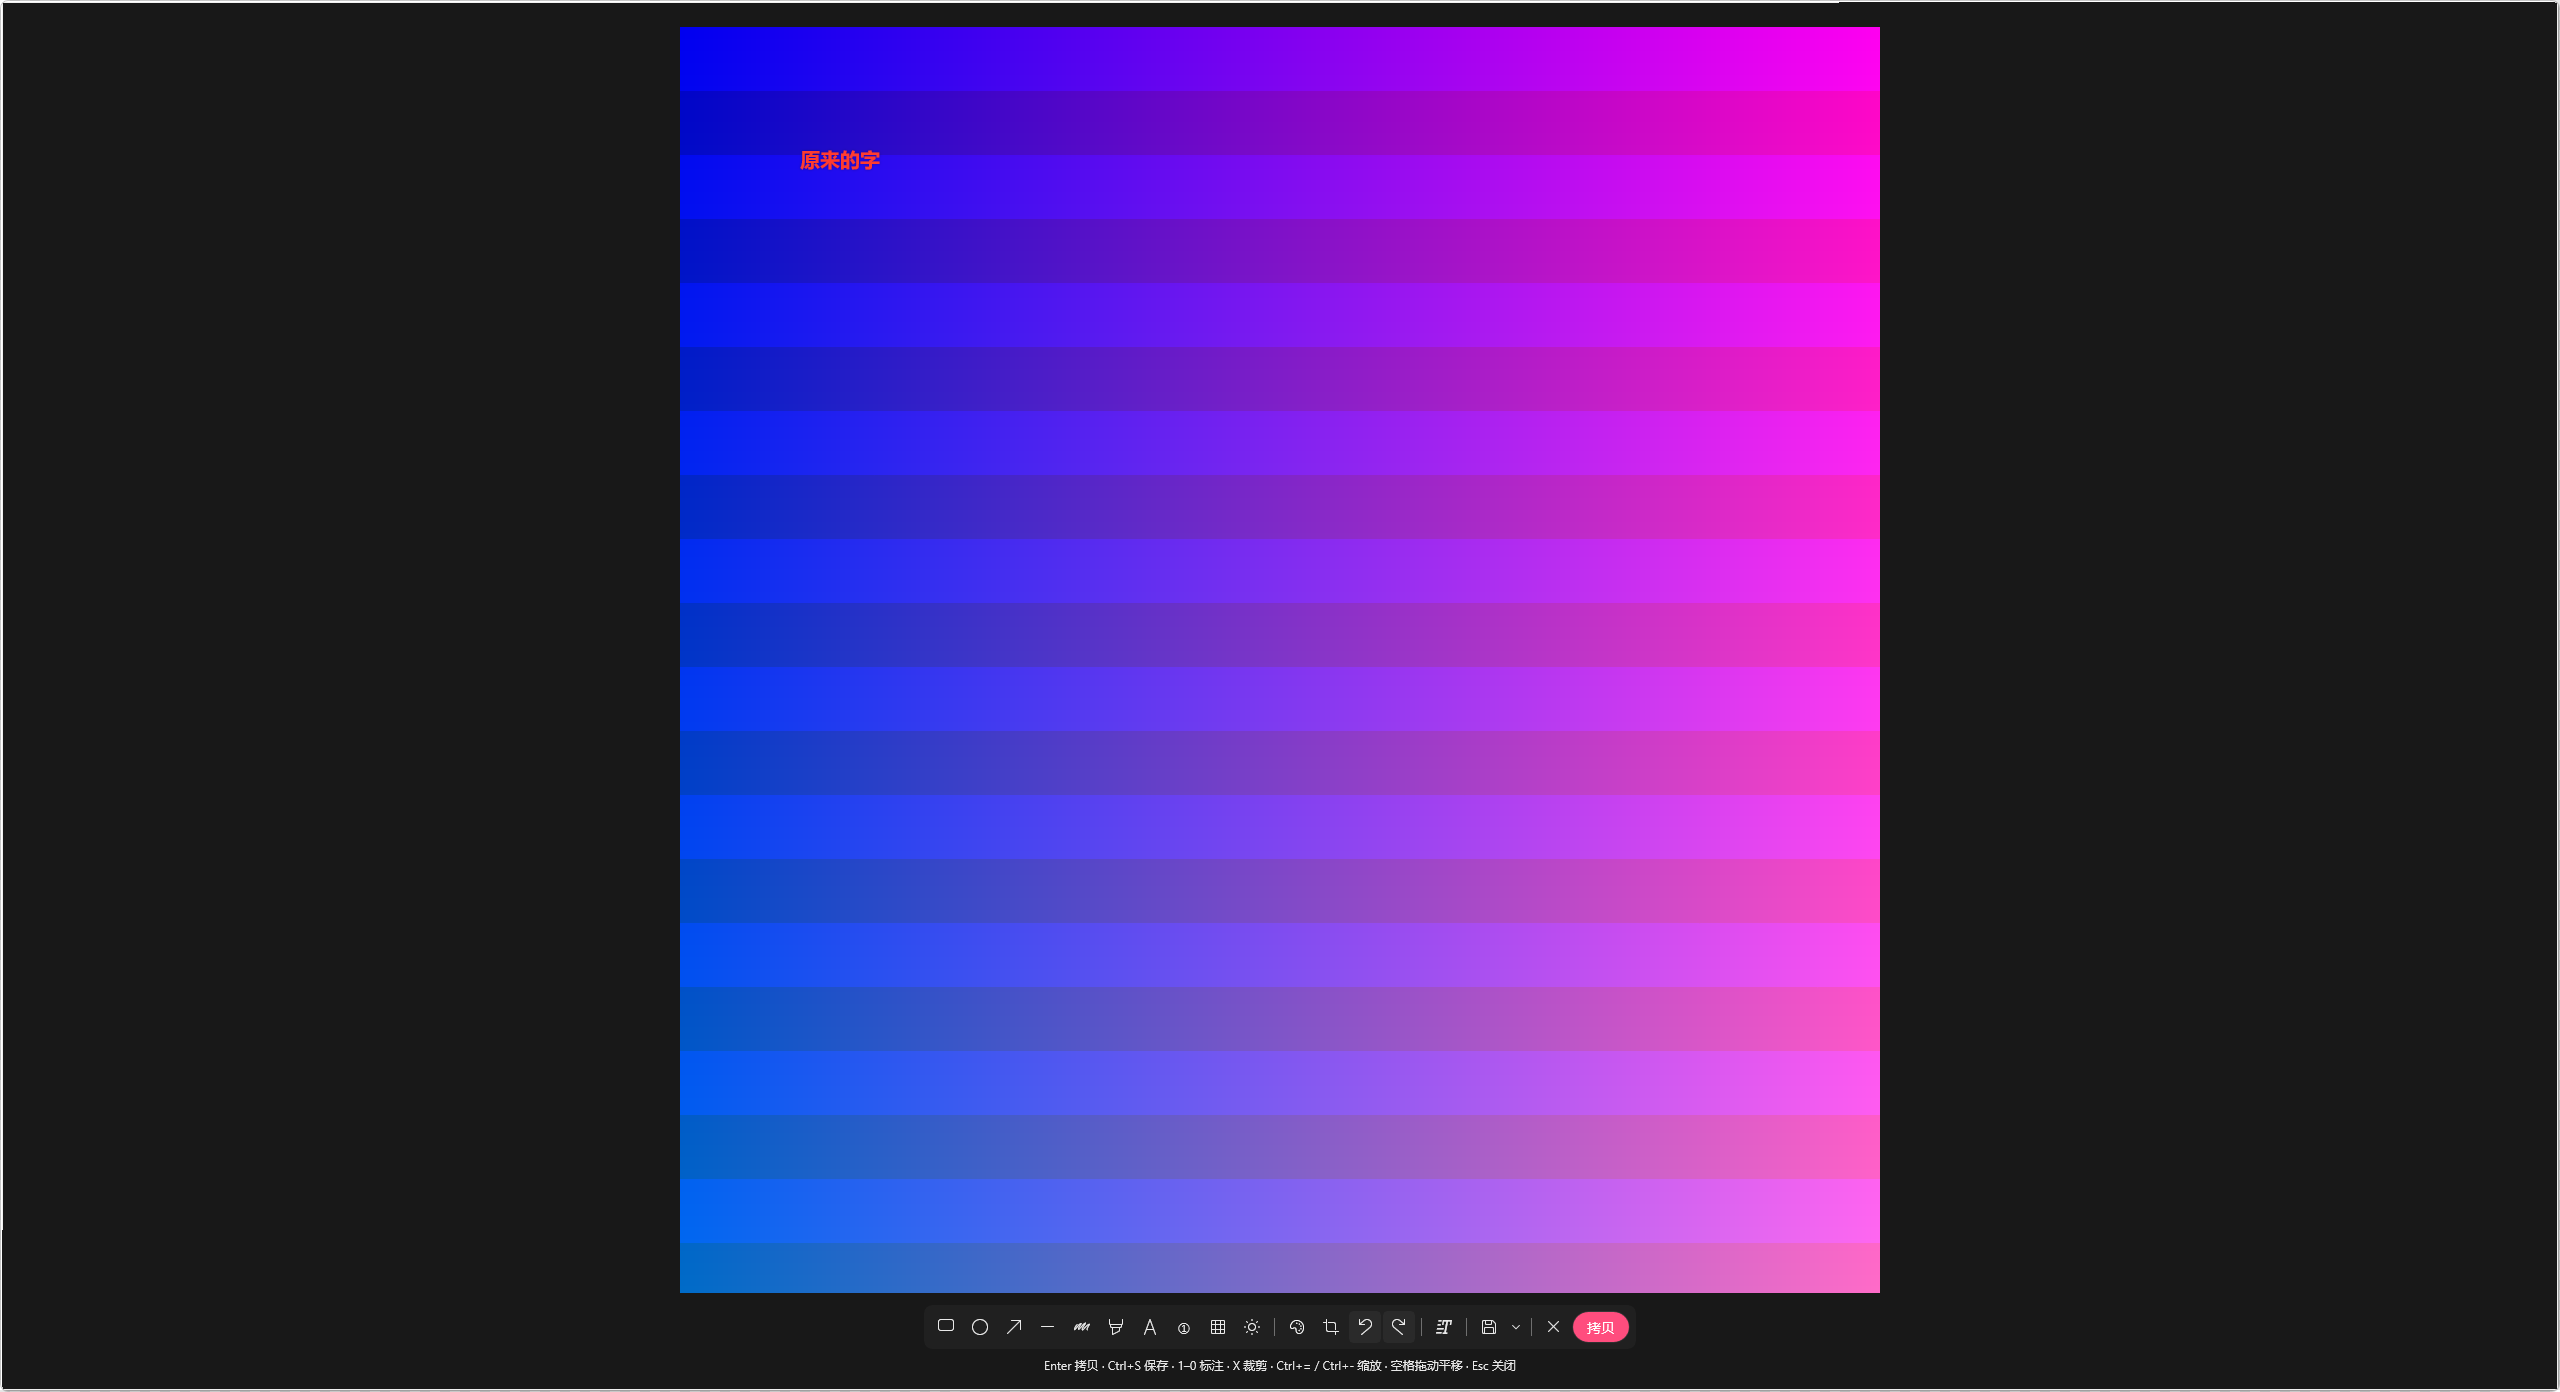 原来的字
拷贝
Enter 拷贝 · Ctrl+S 保存 · 1–0 标注 · X 裁剪 · Ctrl+= / Ctrl+- 缩放 · 空格拖动平移 · Esc 关闭